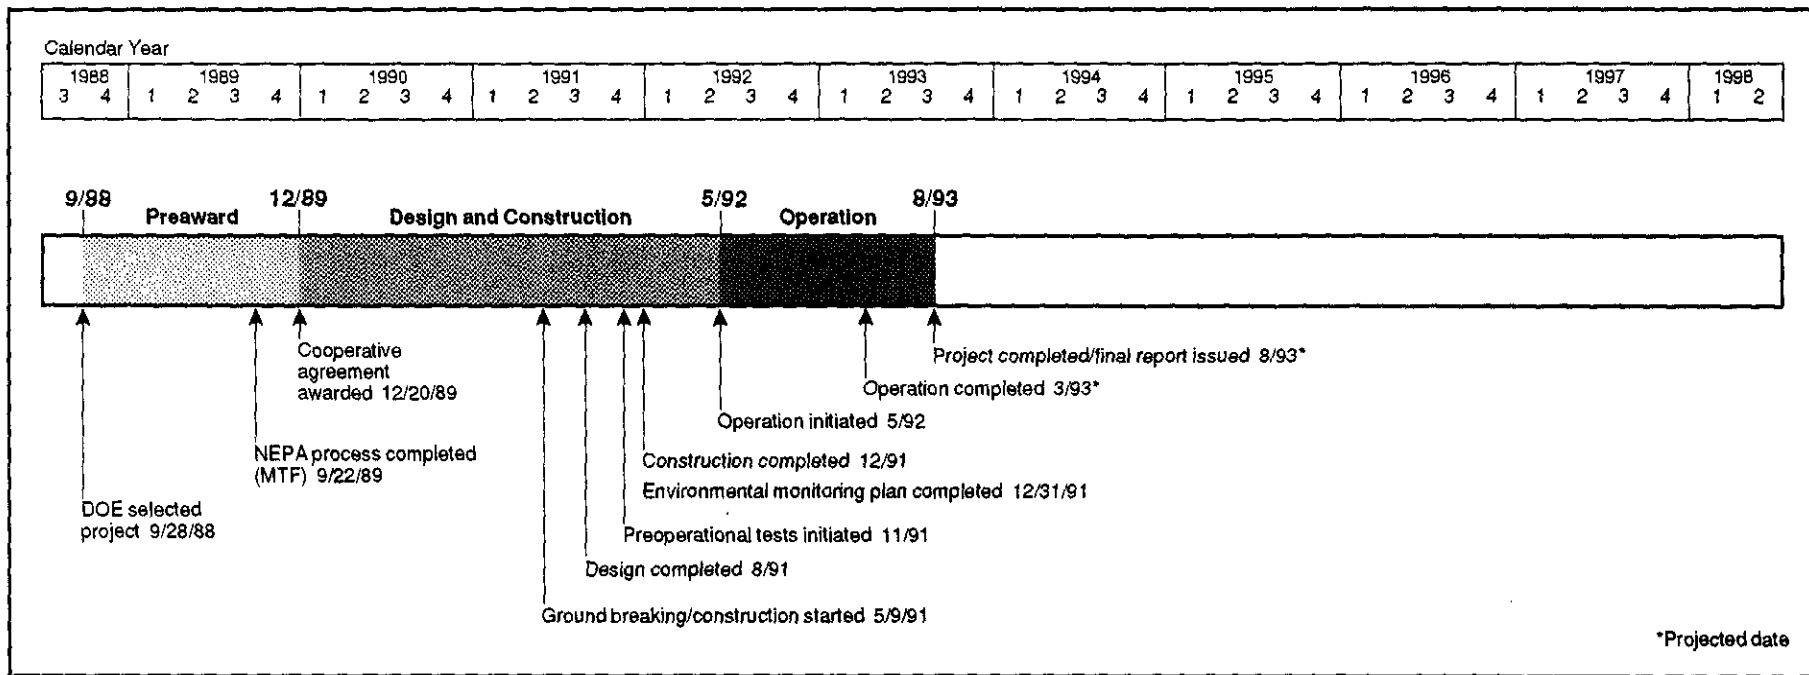 Calendar Year
1988 1989 1990 1991 1992 1993 1994 1995 1996 1997 1998
3 4 1 2 3 4 1 2 3 4 1 2 3 4 1 2 3 4 1 2 3 4 1 2 3 4 1 2 3 4 1 2 3 4 1 2 3 4 1 2
9/88 12/89 5/92 8/93
Preaward Design and Construction Operation
Cooperative
agreement
awarded 12/20/89
Project completed/final report issued 8/93*
Operation completed 3/93*
Operation initiated 5/92
NEPA process completed
(MTF) 9/22/89
Construction completed 12/91
Environmental monitoring plan completed 12/31/91
DOE selected
project 9/28/88
Preoperational tests initiated 11/91
Design completed 8/91
Ground breaking/construction started 5/9/91
*Projected date